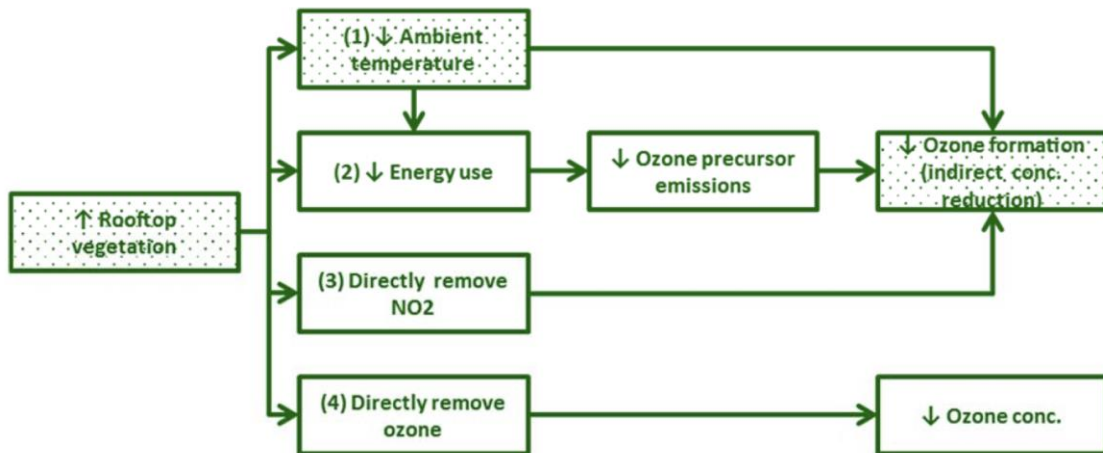 (1) ↓ Ambient
temperature
(2) ↓ Energy use
↓ Ozone precursor
emissions
↓ Ozone formation
(indirect conc.
reduction)
↑ Rooftop
vegetation
(3) Directly remove
NO2
(4) Directly remove
ozone
↓ Ozone conc.